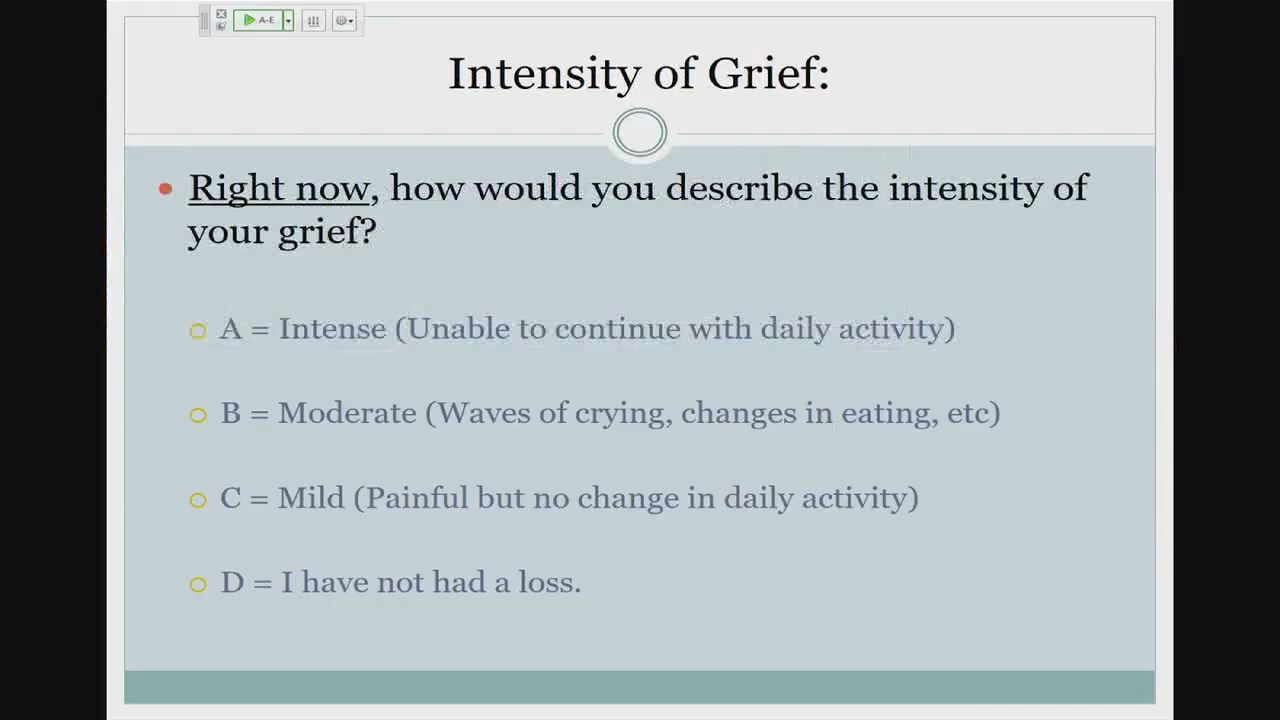 A-E
Intensity of Grief:
Right now, how would you describe the intensity of
your grief?
A = Intense (Unable to continue with daily activity)
B = Moderate (Waves of crying, changes in eating, etc)
C = Mild (Painful but no change in daily activity)
D = I have not had a loss.